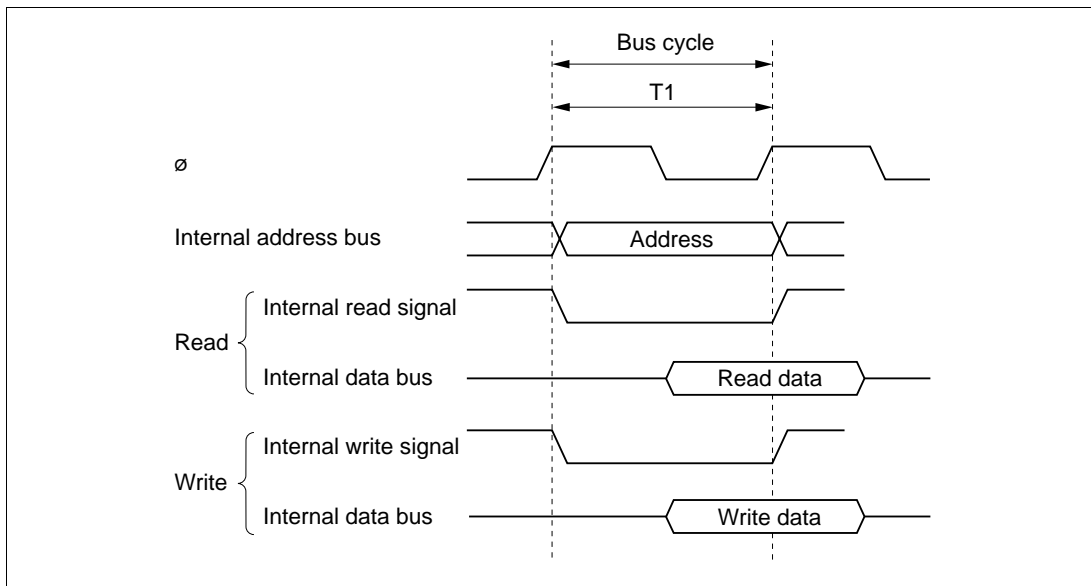 Bus cycle
T1
ø
Internal address bus
Address
Internal read signal
Read
Internal data bus
Read data
Internal write signal
Write
Internal data bus
Write data